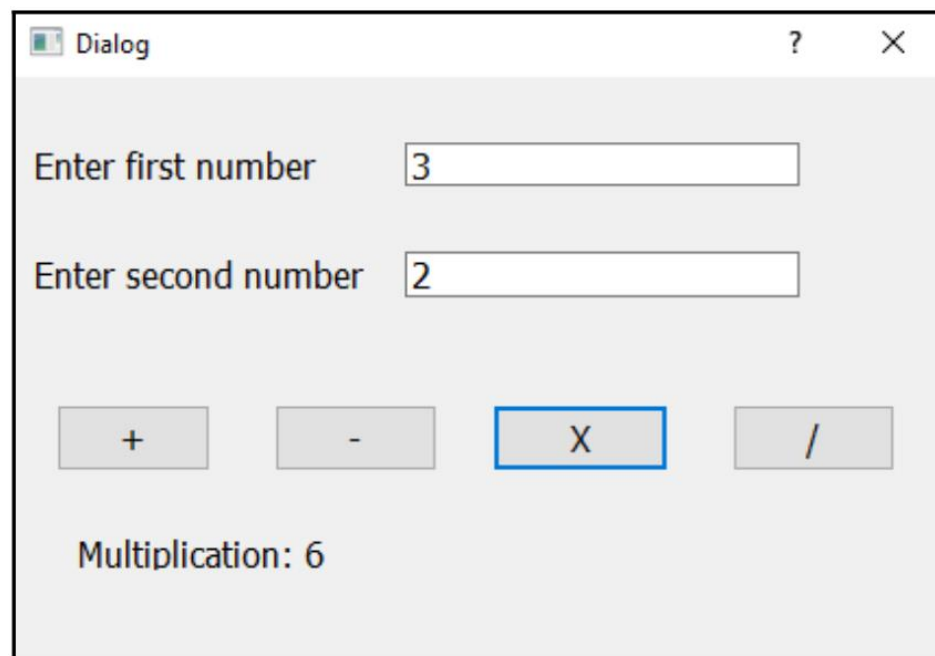 Dialog ? ×
Enter first number 3
Enter second number 2
+ - X /
Multiplication: 6